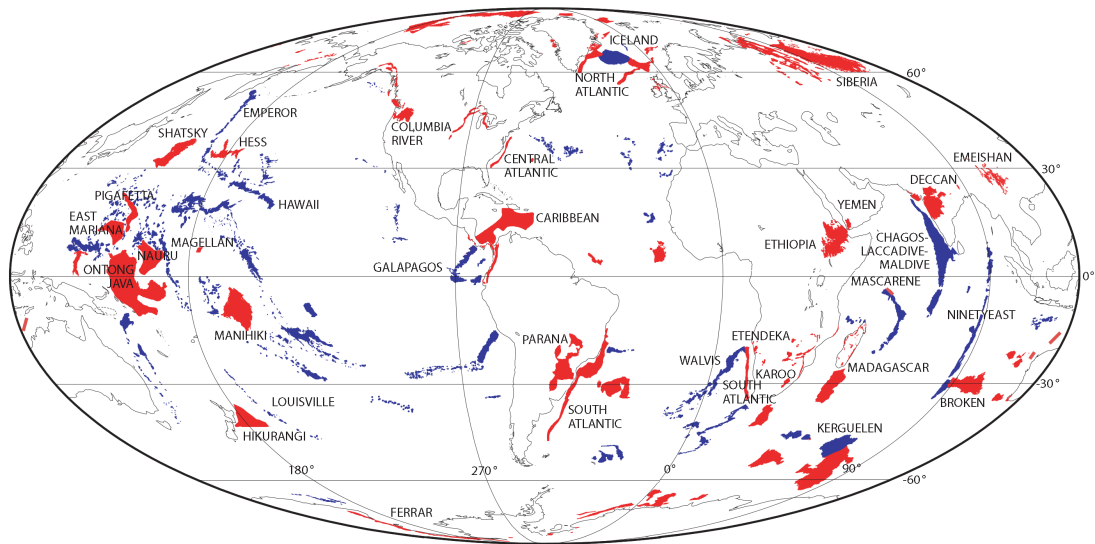 ICELAND
NORTH
ATLANTIC
SIBERIA
60°
EMPEROR
SHATSKY
HESS
COLUMBIA
RIVER
CENTRAL
ATLANTIC
EMEISHAN
30°
DECCAN
PIGAFETTA
HAWAII
YEMEN
EAST
MARIANA
CARIBBEAN
MAGELLAN
NAURU
ETHIOPIA
CHAGOS-
LACCADIVE-
MALDIVE
GALAPAGOS
ONTONG
JAVA
0°
MASCARENE
NINETYEAST
MANIHIKI
PARANA
ETENDEKA
WALVIS
KAROO
MADAGASCAR
SOUTH
ATLANTIC
-30°
BROKEN
LOUISVILLE
SOUTH
ATLANTIC
HIKURANGI
KERGUELEN
180°
270°
0°
90°
-60°
FERRAR